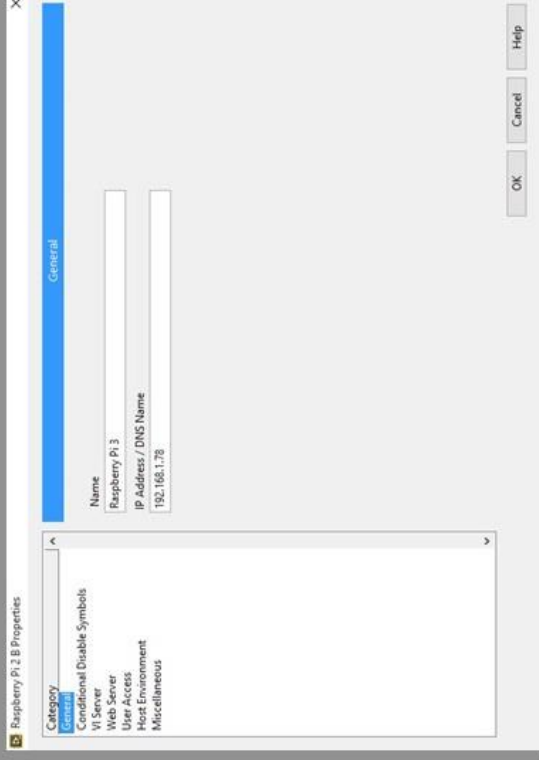 Raspberry Pi 2 B Properties
Category
General
Conditional Disable Symbols
VI Server
Web Server
User Access
Host Environment
Miscellaneous
General
Name
Raspberry Pi 3
IP Address / DNS Name
192.168.1.78
OK Cancel Help